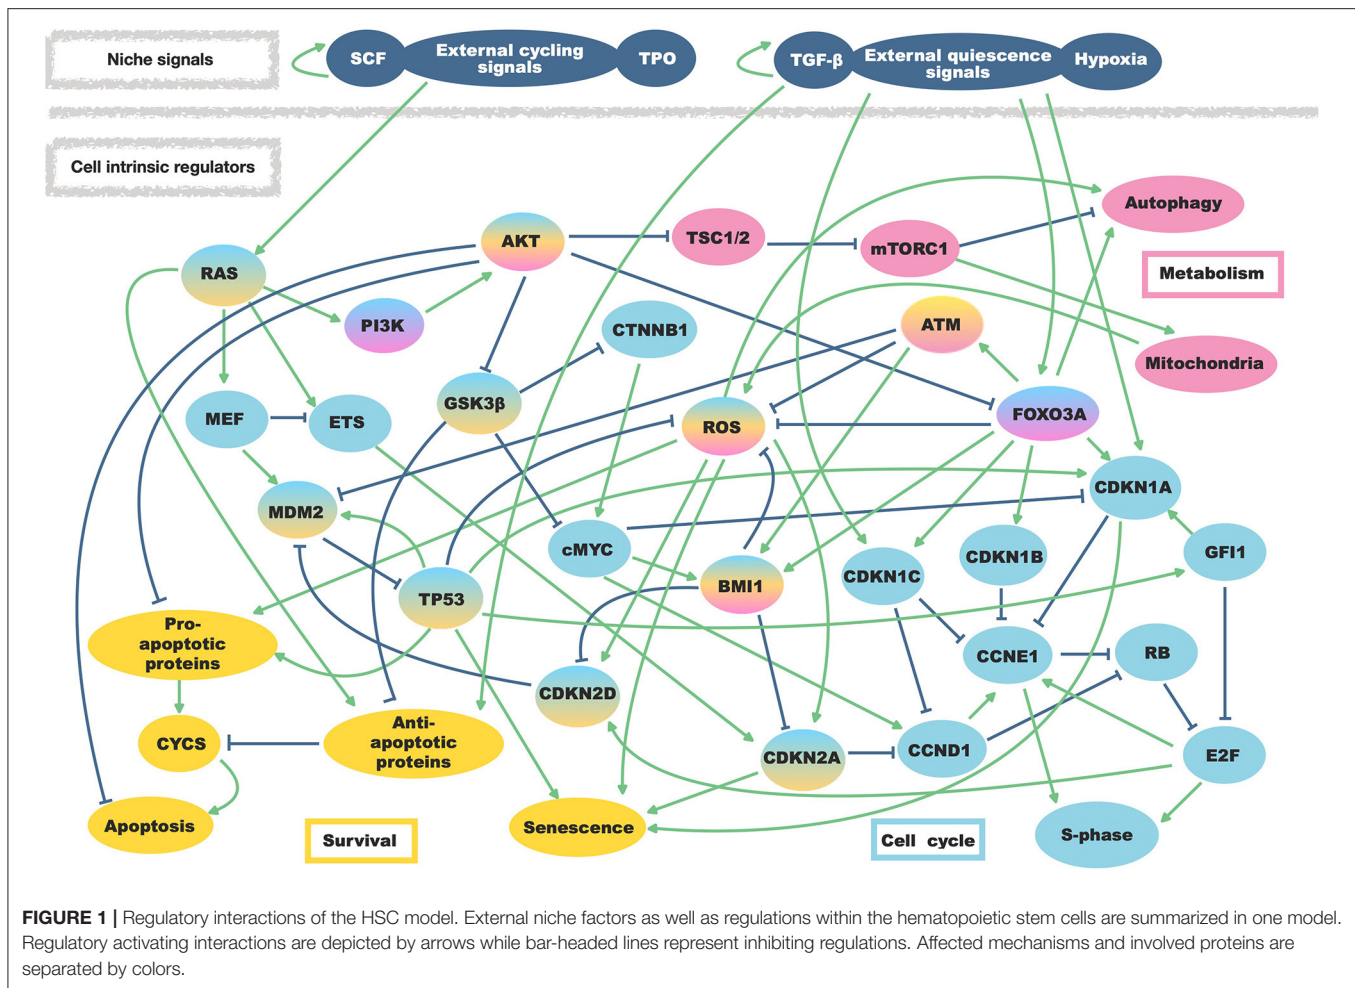 Niche signals
SCF
External cycling
signals
TPO
TGF-β
External quiescence
signals
Hypoxia
Cell intrinsic regulators
Autophagy
AKT
TSC1/2
mTORC1
RAS
Metabolism
PI3K
CTNNB1
ATM
Mitochondria
GSK3β
MEF
ETS
ROS
FOXO3A
CDKN1A
MDM2
cMYC
GFI1
CDKN1B
CDKN1C
BMI1
TP53
Pro-
apoptotic
proteins
CCNE1
RB
CDKN2D
Anti-
apoptotic
proteins
CYCS
CCND1
CDKN2A
E2F
Apoptosis
Survival
Senescence
Cell cycle
S-phase
FIGURE 1 | Regulatory interactions of the HSC model. External niche factors as well as regulations within the hematopoietic stem cells are summarized in one model.
Regulatory activating interactions are depicted by arrows while bar-headed lines represent inhibiting regulations. Affected mechanisms and involved proteins are
separated by colors.